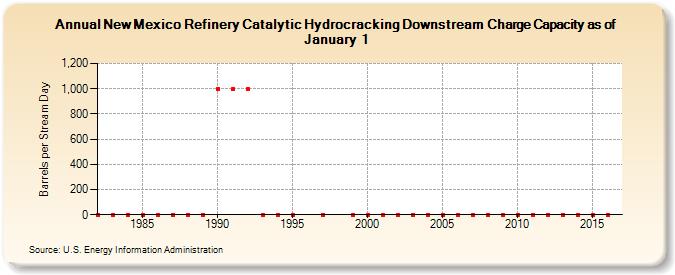 Annual New Mexico Refinery Catalytic Hydrocracking Downstream Charge Capacity as of
January 1
Barrels per Stream Day
1,200
1,000
800
600
400
200
0
1985 1990 1995 2000 2005 2010 2015
Source: U.S. Energy Information Administration